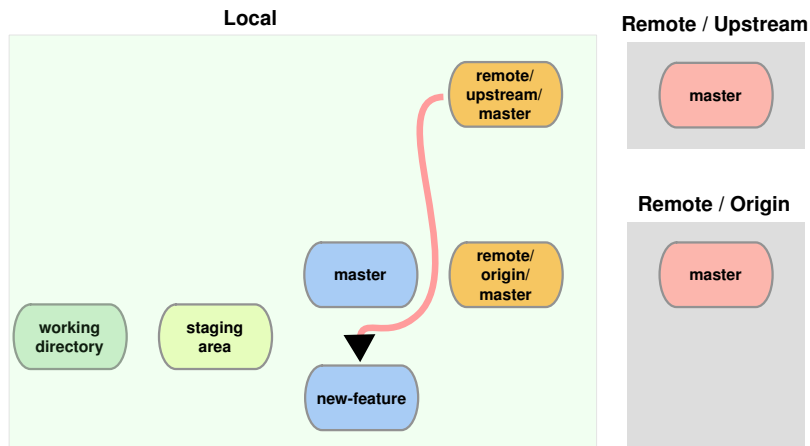 Local
Remote / Upstream
remote/
upstream/
master
master
Remote / Origin
master
remote/
origin/
master
master
working
directory
staging
area
new-feature